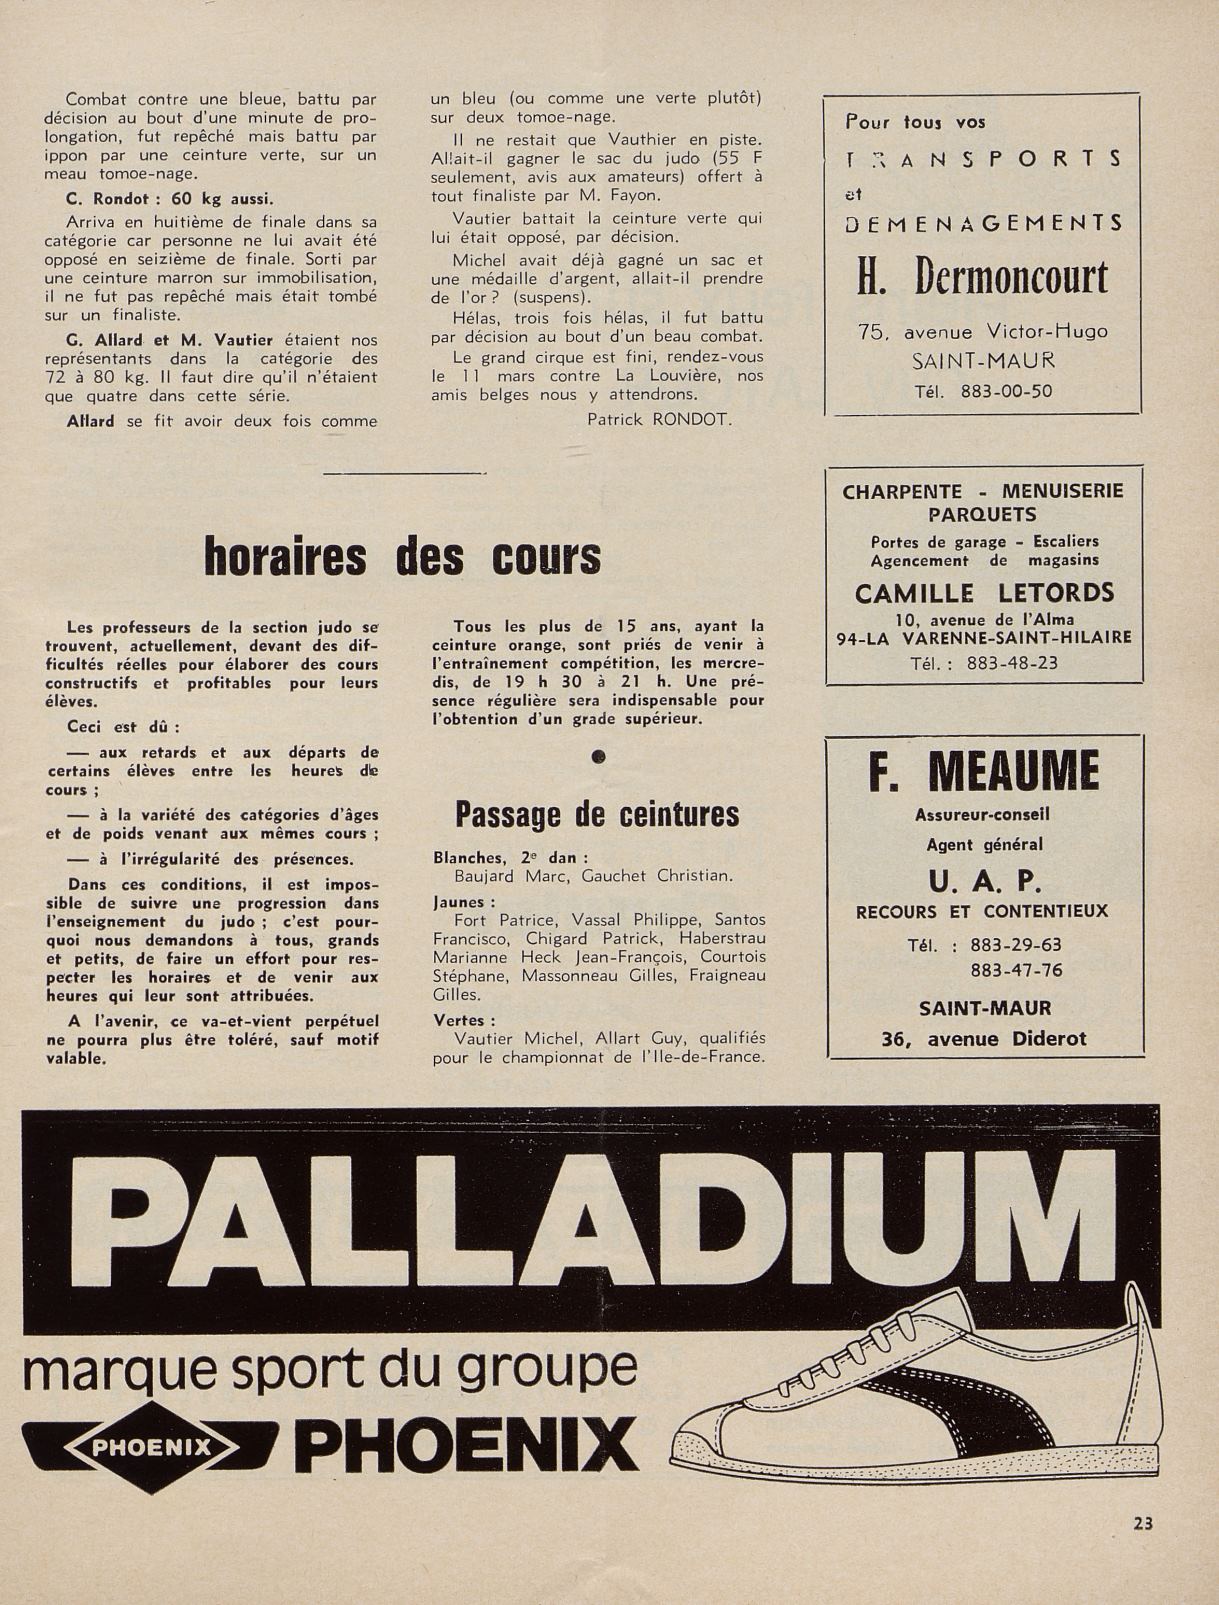 Combat contre une bleue, battu par
décision au bout d'une minute de pro-
longation, fut repêché mais battu par
ippon par une ceinture verte, sur un
meau tomoe-nage.
C. Rondot : 60 kg aussi.
Arriva en huitième de finale dans sa
catégorie car personne ne lui avait été
opposé en seizième de finale. Sorti par
une ceinture marron sur immobilisation,
il ne fut pas repêché mais était tombé
sur un finaliste.
G. Allard et M. Vautier étaient nos
représentants dans la catégorie des
72 à 80 kg. Il faut dire qu'il n'étaient
que quatre dans cette série.
Allard se fit avoir deux fois comme
un bleu (ou comme une verte plutôt)
sur deux tomoe-nage.
Il ne restait que Vauthier en piste.
Allait-il gagner le sac du judo (55 F
seulement, avis aux amateurs) offert à
tout finaliste par M. Fayon.
Vautier battait la ceinture verte qui
lui était opposé, par décision.
Michel avait déjà gagné un sac et
une médaille d'argent, allait-il prendre
de l'or ? (suspens).
Hélas, trois fois hélas, il fut battu
par décision au bout d'un beau combat.
Le grand cirque est fini, rendez-vous
le 11 mars contre La Louvière, nos
amis belges nous y attendrons.
Patrick RONDOT.
horaires des cours
Les professeurs de la section judo se
trouvent, actuellement, devant des dif-
ficultés réelles pour élaborer des cours
constructifs et profitables pour leurs
élèves.
Ceci est dû :
— aux retards et aux départs de
certains élèves entre les heures de
cours ;
— à la variété des catégories d'âges
et de poids venant aux mêmes cours ;
— à l'irrégularité des présences.
Dans ces conditions, il est impos-
sible de suivre une progression dans
l'enseignement du judo ; c'est pour-
quoi nous demandons à tous, grands
et petits, de faire un effort pour res-
pecter les horaires et de venir aux
heures qui leur sont attribuées.
A l'avenir, ce va-et-vient perpétuel
ne pourra plus être toléré, sauf motif
valable.
Tous les plus de 15 ans, ayant la
ceinture orange, sont priés de venir à
l'entraînement compétition, les mercre-
dis, de 19 h 30 à 21 h. Une pré-
sence régulière sera indispensable pour
l'obtention d'un grade supérieur.
●
Passage de ceintures
Blanches, 2e dan :
Baujard Marc, Gauchet Christian.
Jaunes :
Fort Patrice, Vassal Philippe, Santos
Francisco, Chigard Patrick, Haberstrau
Marianne Heck Jean-François, Courtois
Stéphane, Massonneau Gilles, Fraigneau
Gilles.
Vertes :
Vautier Michel, Allart Guy, qualifiés
pour le championnat de l'Ile-de-France.
Pour tous vos
TRANSPORTS
et
DEMENAGEMENTS
H. Dermoncourt
75, avenue Victor-Hugo
SAINT-MAUR
Tél. 883-00-50
CHARPENTE - MENUISERIE
PARQUETS
Portes de garage - Escaliers
Agencement de magasins
CAMILLE LETORDS
10, avenue de l'Alma
94-LA VARENNE-SAINT-HILAIRE
Tél. : 883-48-23
F. MEAUME
Assureur-conseil
Agent général
U. A. P.
RECOURS ET CONTENTIEUX
Tél. : 883-29-63
883-47-76
SAINT-MAUR
36, avenue Diderot
PALLADIUM
marque sport du groupe
PHOENIX PHOENIX
23